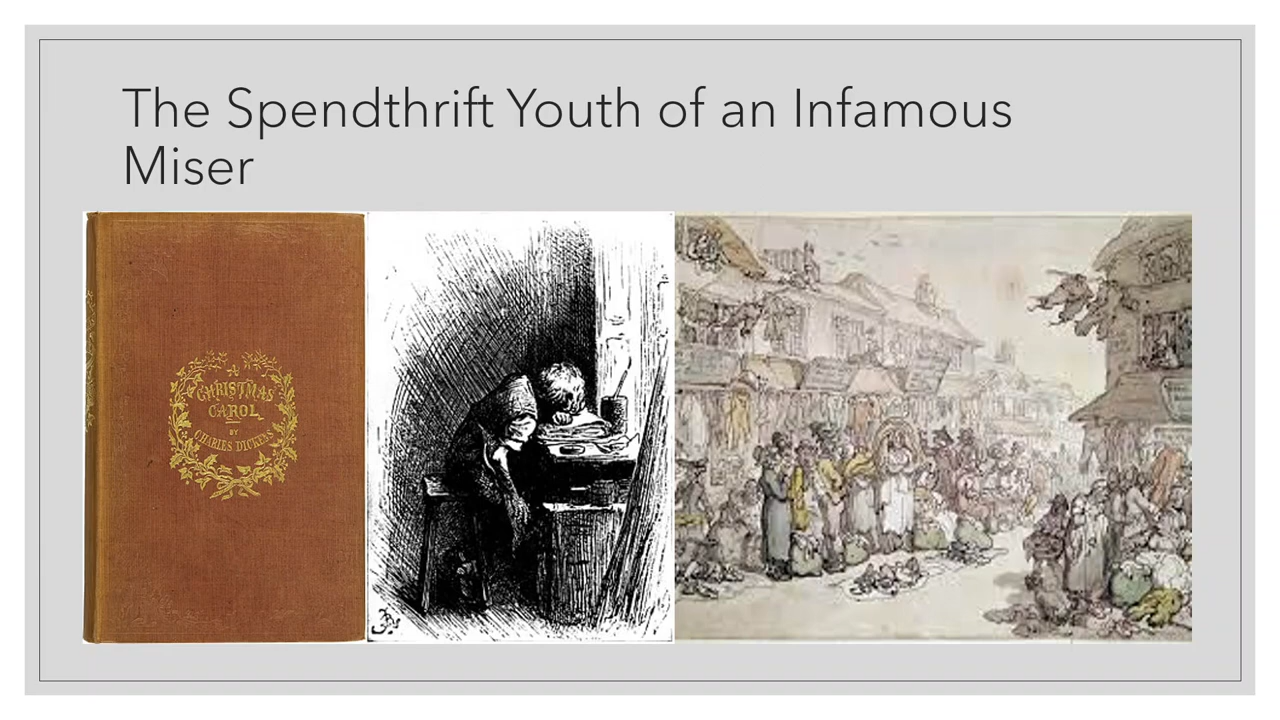 The Spendthrift Youth of an Infamous
Miser
A
CHRISTMAS
CAROL
BY
CHARLES DICKENS